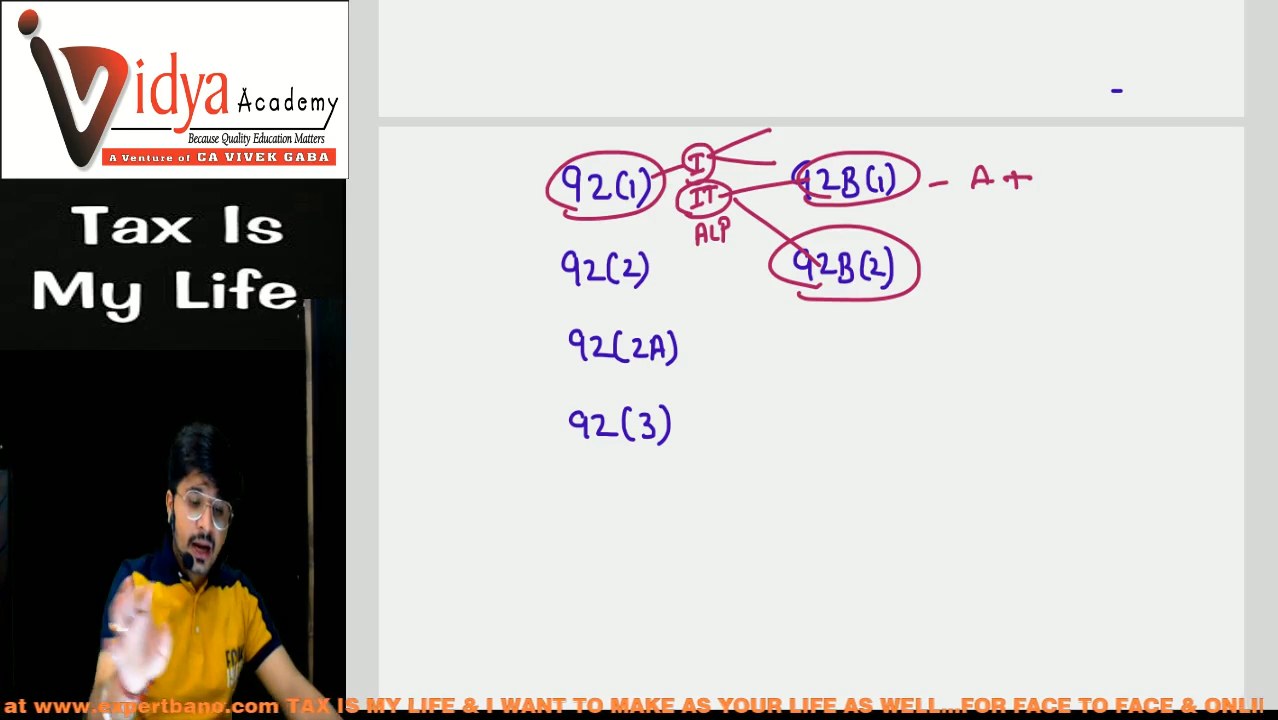 Vidya
Academy
Because Quality Education Matters
A Venture of CA VIVEK GABA
Tax Is
My Life
92(1)
I
IT
ALP
92B(1) - A +
92(2)
92B(2)
92(2A)
92(3)
at www.expertbano.com TAX IS MY LIFE & I WANT TO MAKE AS YOUR LIFE AS WELL....FOR FACE TO FACE & ONLI